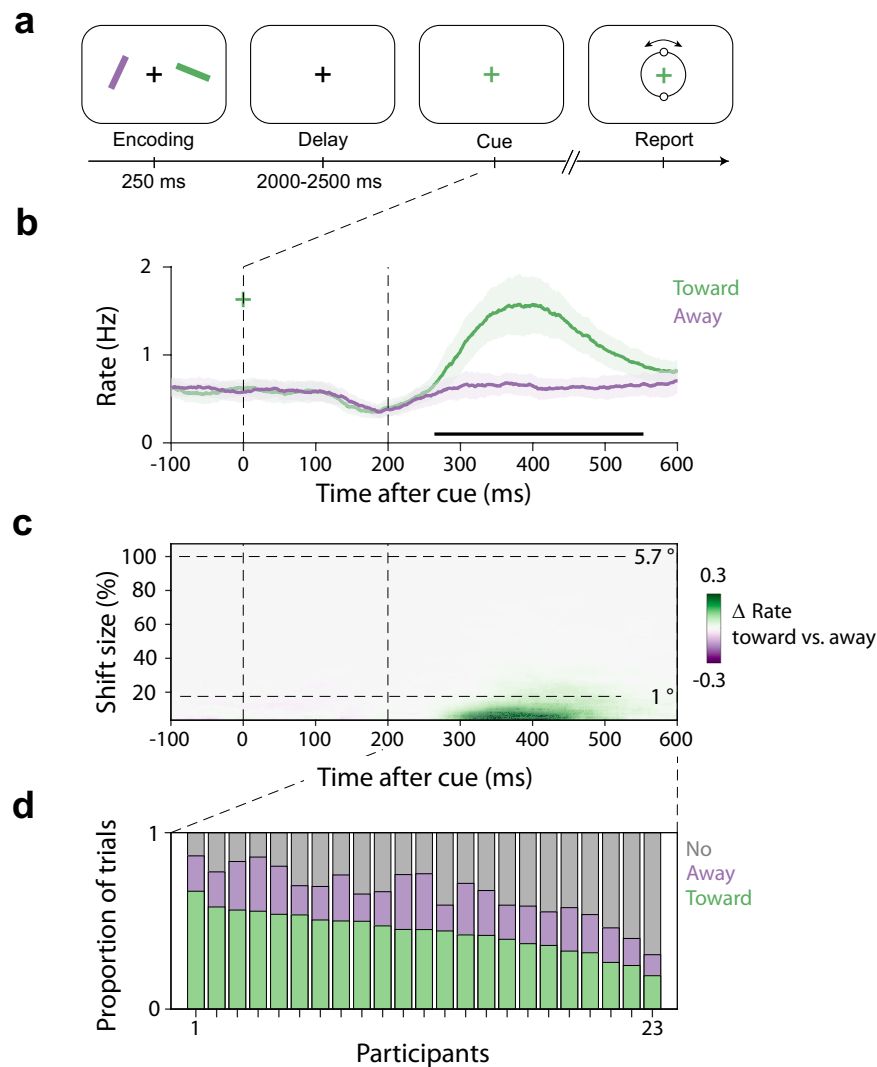 a
Encoding
Delay
Cue
Report
250 ms
2000-2500 ms
b
2
1
0
Rate (Hz)
Toward
Away
-100 0 100 200 300 400 500 600
Time after cue (ms)
c
100
80
60
40
20
Shift size (%)
5.7 °
1 °
0.3
Δ Rate
toward vs. away
-0.3
-100 0 100 200 300 400 500 600
Time after cue (ms)
d
1
0
Proportion of trials
No
Away
Toward
1 23
Participants